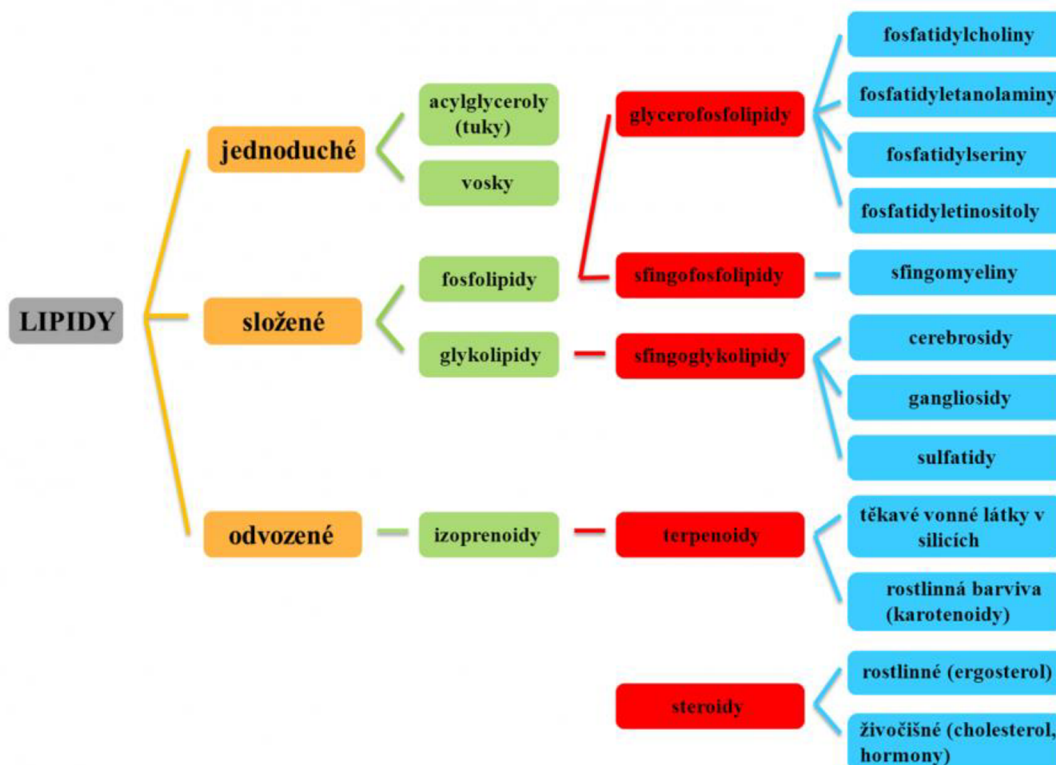 LIPIDY
jednoduché
acylglyceroly
(tuky)
vosky
složené
fosfolipidy
glycerofosfolipidy
fosfatidylcholiny
fosfatidyletanolaminy
fosfatidylseriny
fosfatidyletinositoly
sfingofosfolipidy
sfingomyeliny
glykolipidy
sfingoglykolipidy
cerebrosidy
gangliosidy
sulfatidy
odvozené
izoprenoidy
terpenoidy
těkavé vonné látky v
silicích
rostlinná barviva
(karotenoidy)
steroidy
rostlinné (ergosterol)
živočišné (cholesterol,
hormony)